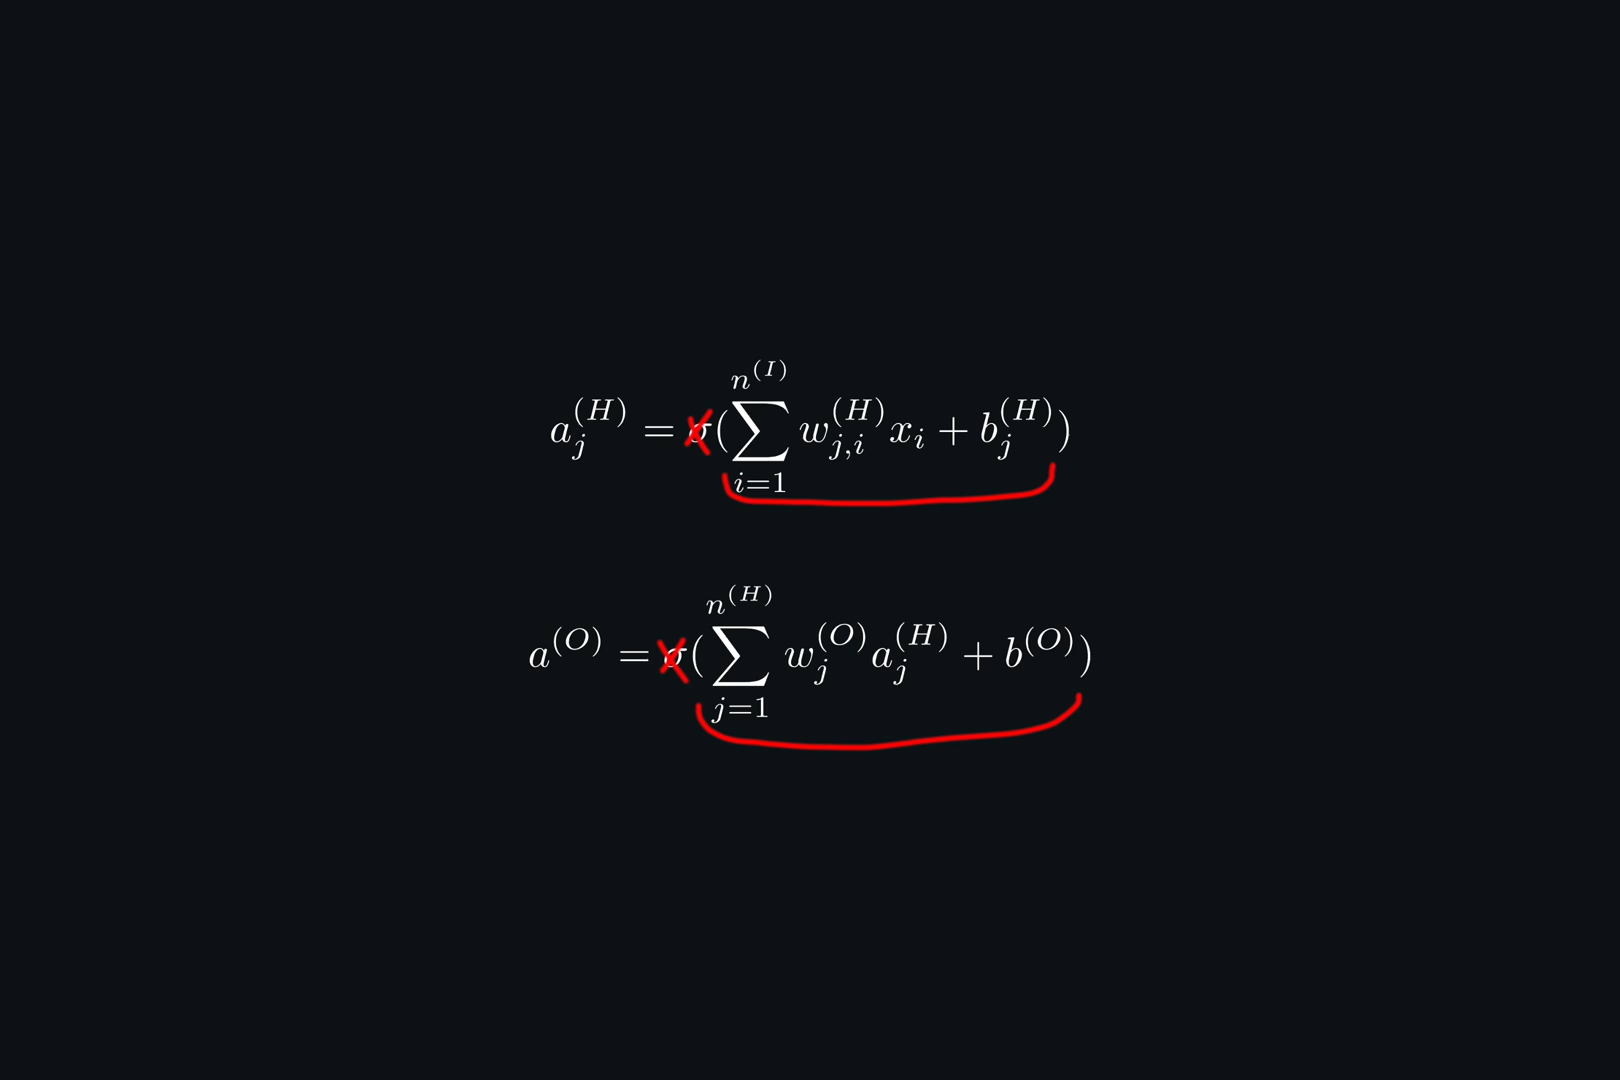 a_j^{(H)} = σ(∑_{i=1}^{n^{(I)}} w_{j,i}^{(H)} x_i + b_j^{(H)})
a^{(O)} = σ(∑_{j=1}^{n^{(H)}} w_j^{(O)} a_j^{(H)} + b^{(O)})